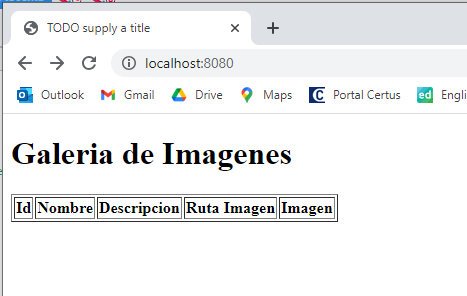 TODO supply a title
localhost:8080
Outlook Gmail Drive Maps Portal Certus Engli
Galeria de Imagenes
Id Nombre Descripcion Ruta Imagen Imagen